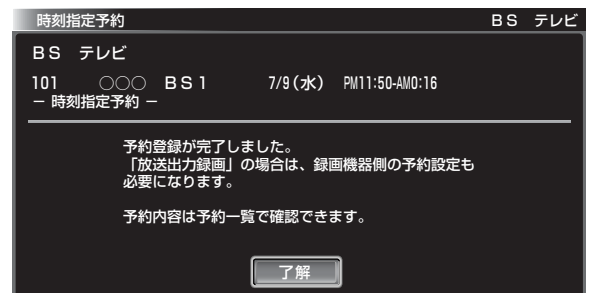 時刻指定予約 BS テレビ
BS テレビ
101 ○○○ BS1 7/9(水) PM11:50-AM0:16
− 時刻指定予約 −
予約登録が完了しました。
「放送出力録画」の場合は、録画機器側の予約設定も
必要になります。
予約内容は予約一覧で確認できます。
了解